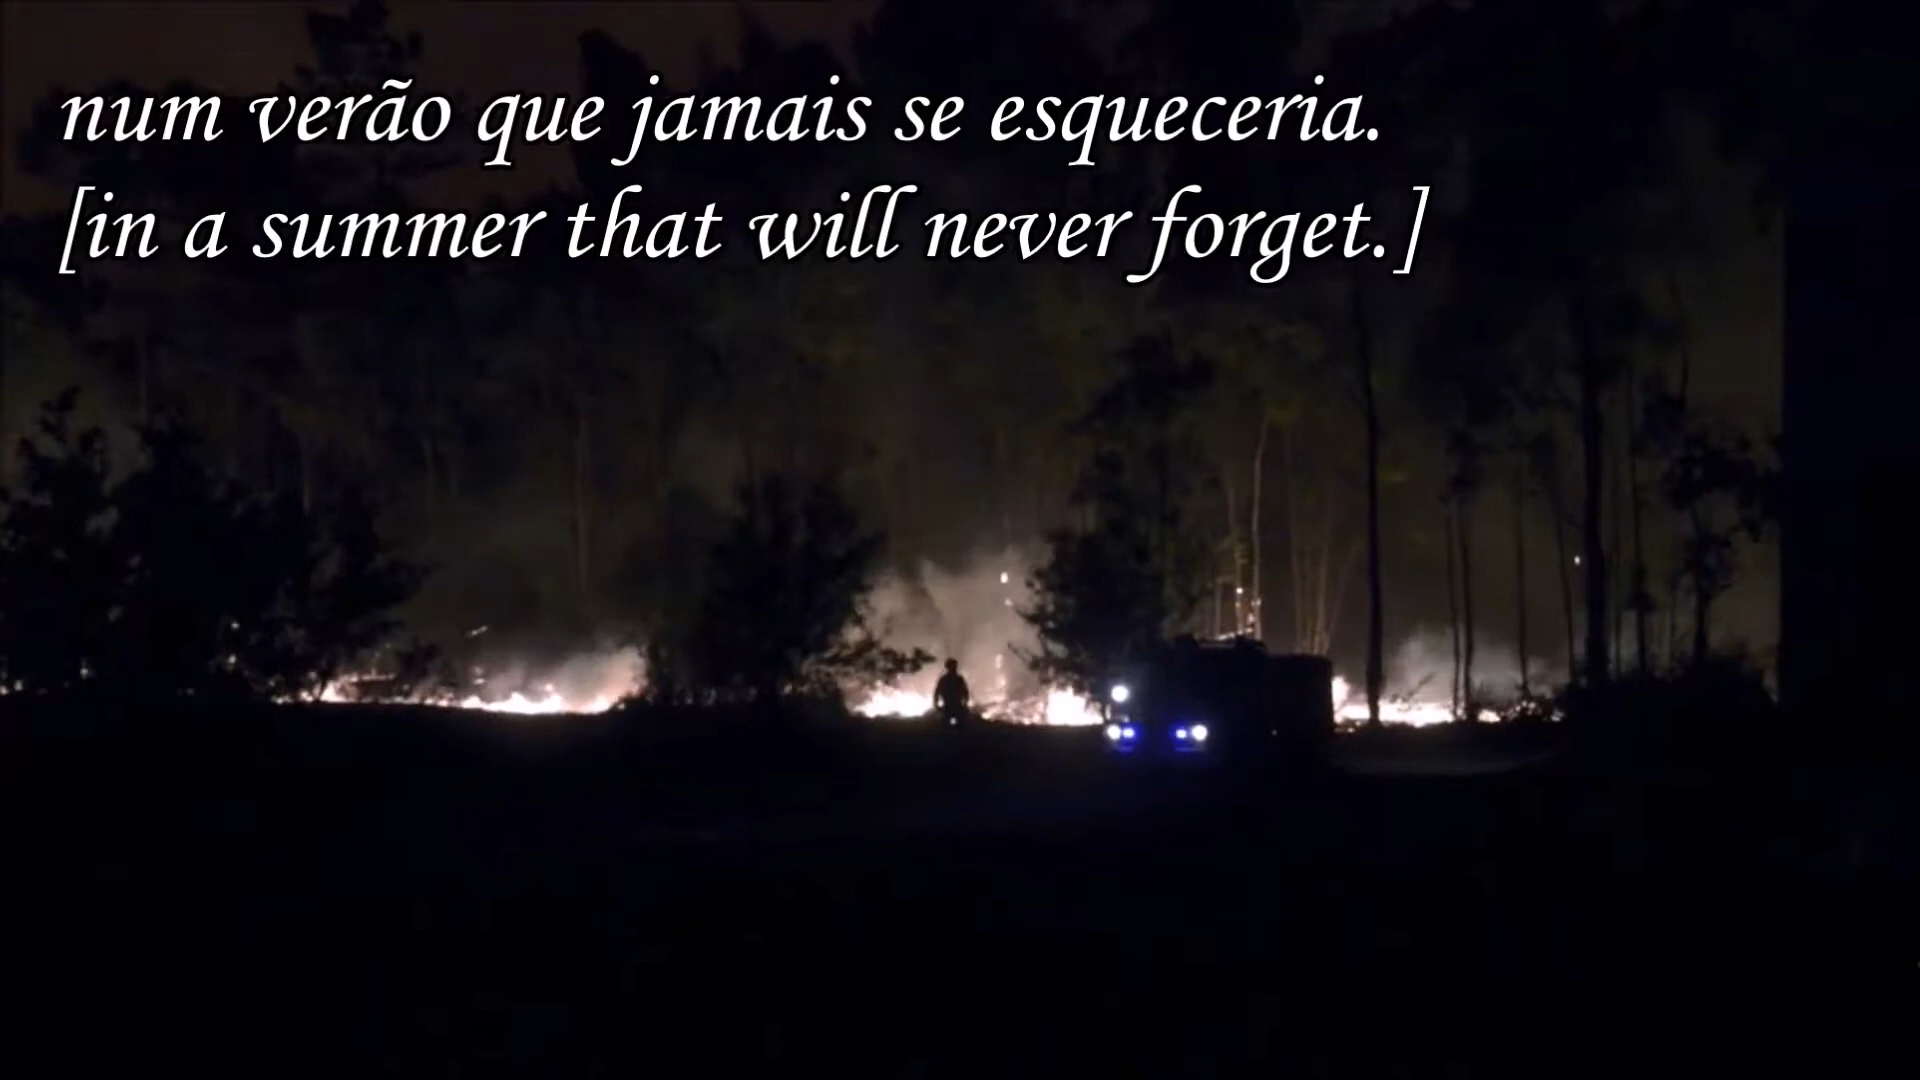 num verão que jamais se esqueceria.
[in a summer that will never forget.]